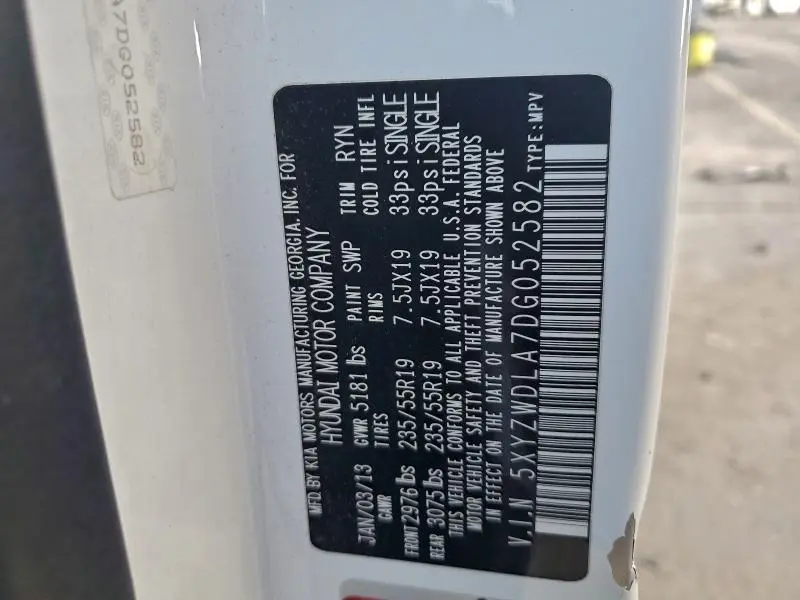 A7DG052582
MFD.BY KIA MOTORS MANUFACTURING GEORGIA, INC. FOR
HYUNDAI MOTOR COMPANY
JAN/03/13 GVWR 5181 lbs PAINT SWP TRIM RYN
GAWR TIRES RIMS COLD TIRE INFL
FRONT 2976 lbs 235/55R19 7.5JX19 33psi SINGLE
REAR 3075 lbs 235/55R19 7.5JX19 33psi SINGLE
THIS VEHICLE CONFORMS TO ALL APPLICABLE U.S.A. FEDERAL
MOTOR VEHICLE SAFETY AND THEFT PREVENTION STANDARDS
IN EFFECT ON THE DATE OF MANUFACTURE SHOWN ABOVE
V.I.N 5XYZWDLA7DG052582 TYPE:MPV